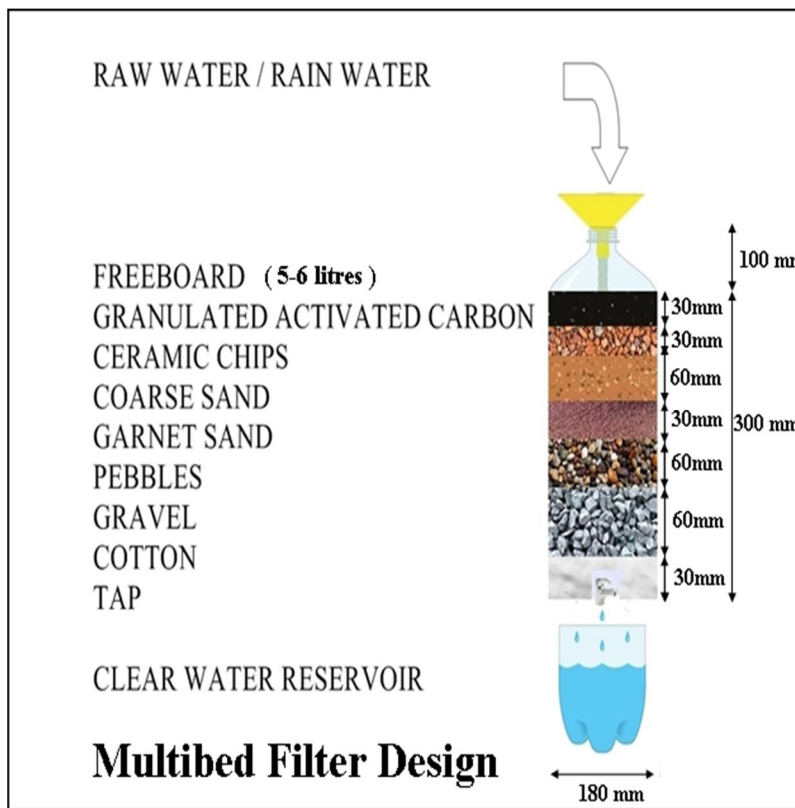 RAW WATER / RAIN WATER
FREEBOARD ( 5-6 litres )
100 mm
GRANULATED ACTIVATED CARBON
30mm
CERAMIC CHIPS
30mm
COARSE SAND
60mm
GARNET SAND
30mm
300 mm
PEBBLES
60mm
GRAVEL
60mm
COTTON
30mm
TAP
CLEAR WATER RESERVOIR
Multibed Filter Design
180 mm